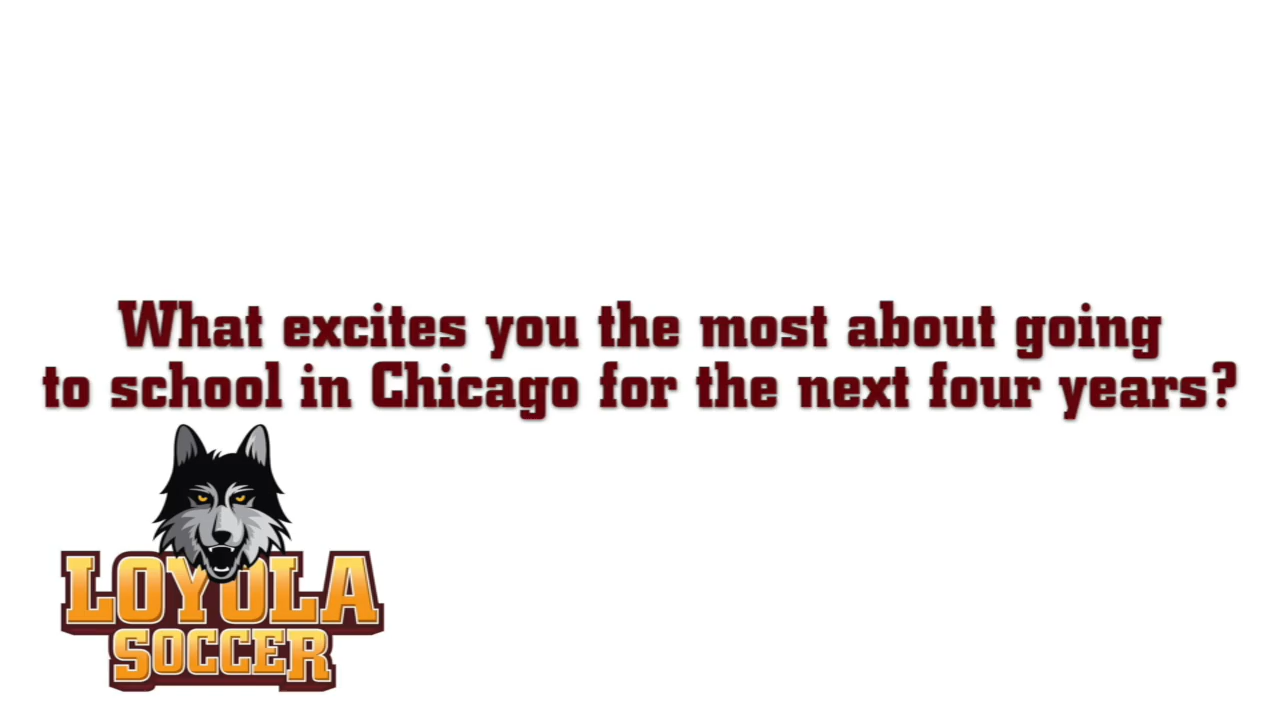 What excites you the most about going
to school in Chicago for the next four years?
LOYOLA
SOCCER